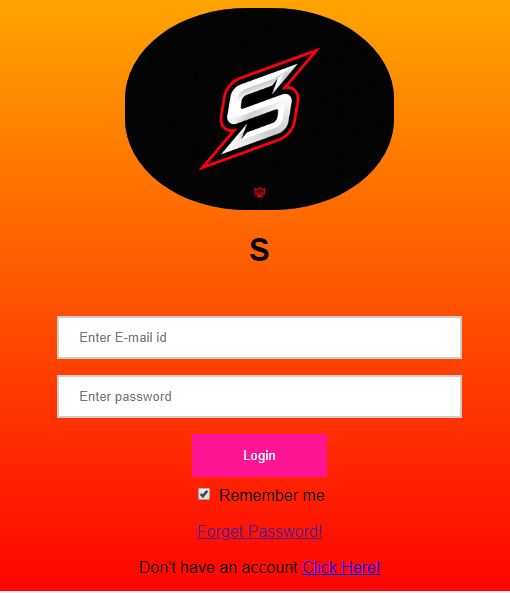 S
S
Enter E-mail id
Enter password
Login
Remember me
Forget Password!
Don't have an account Click Here!